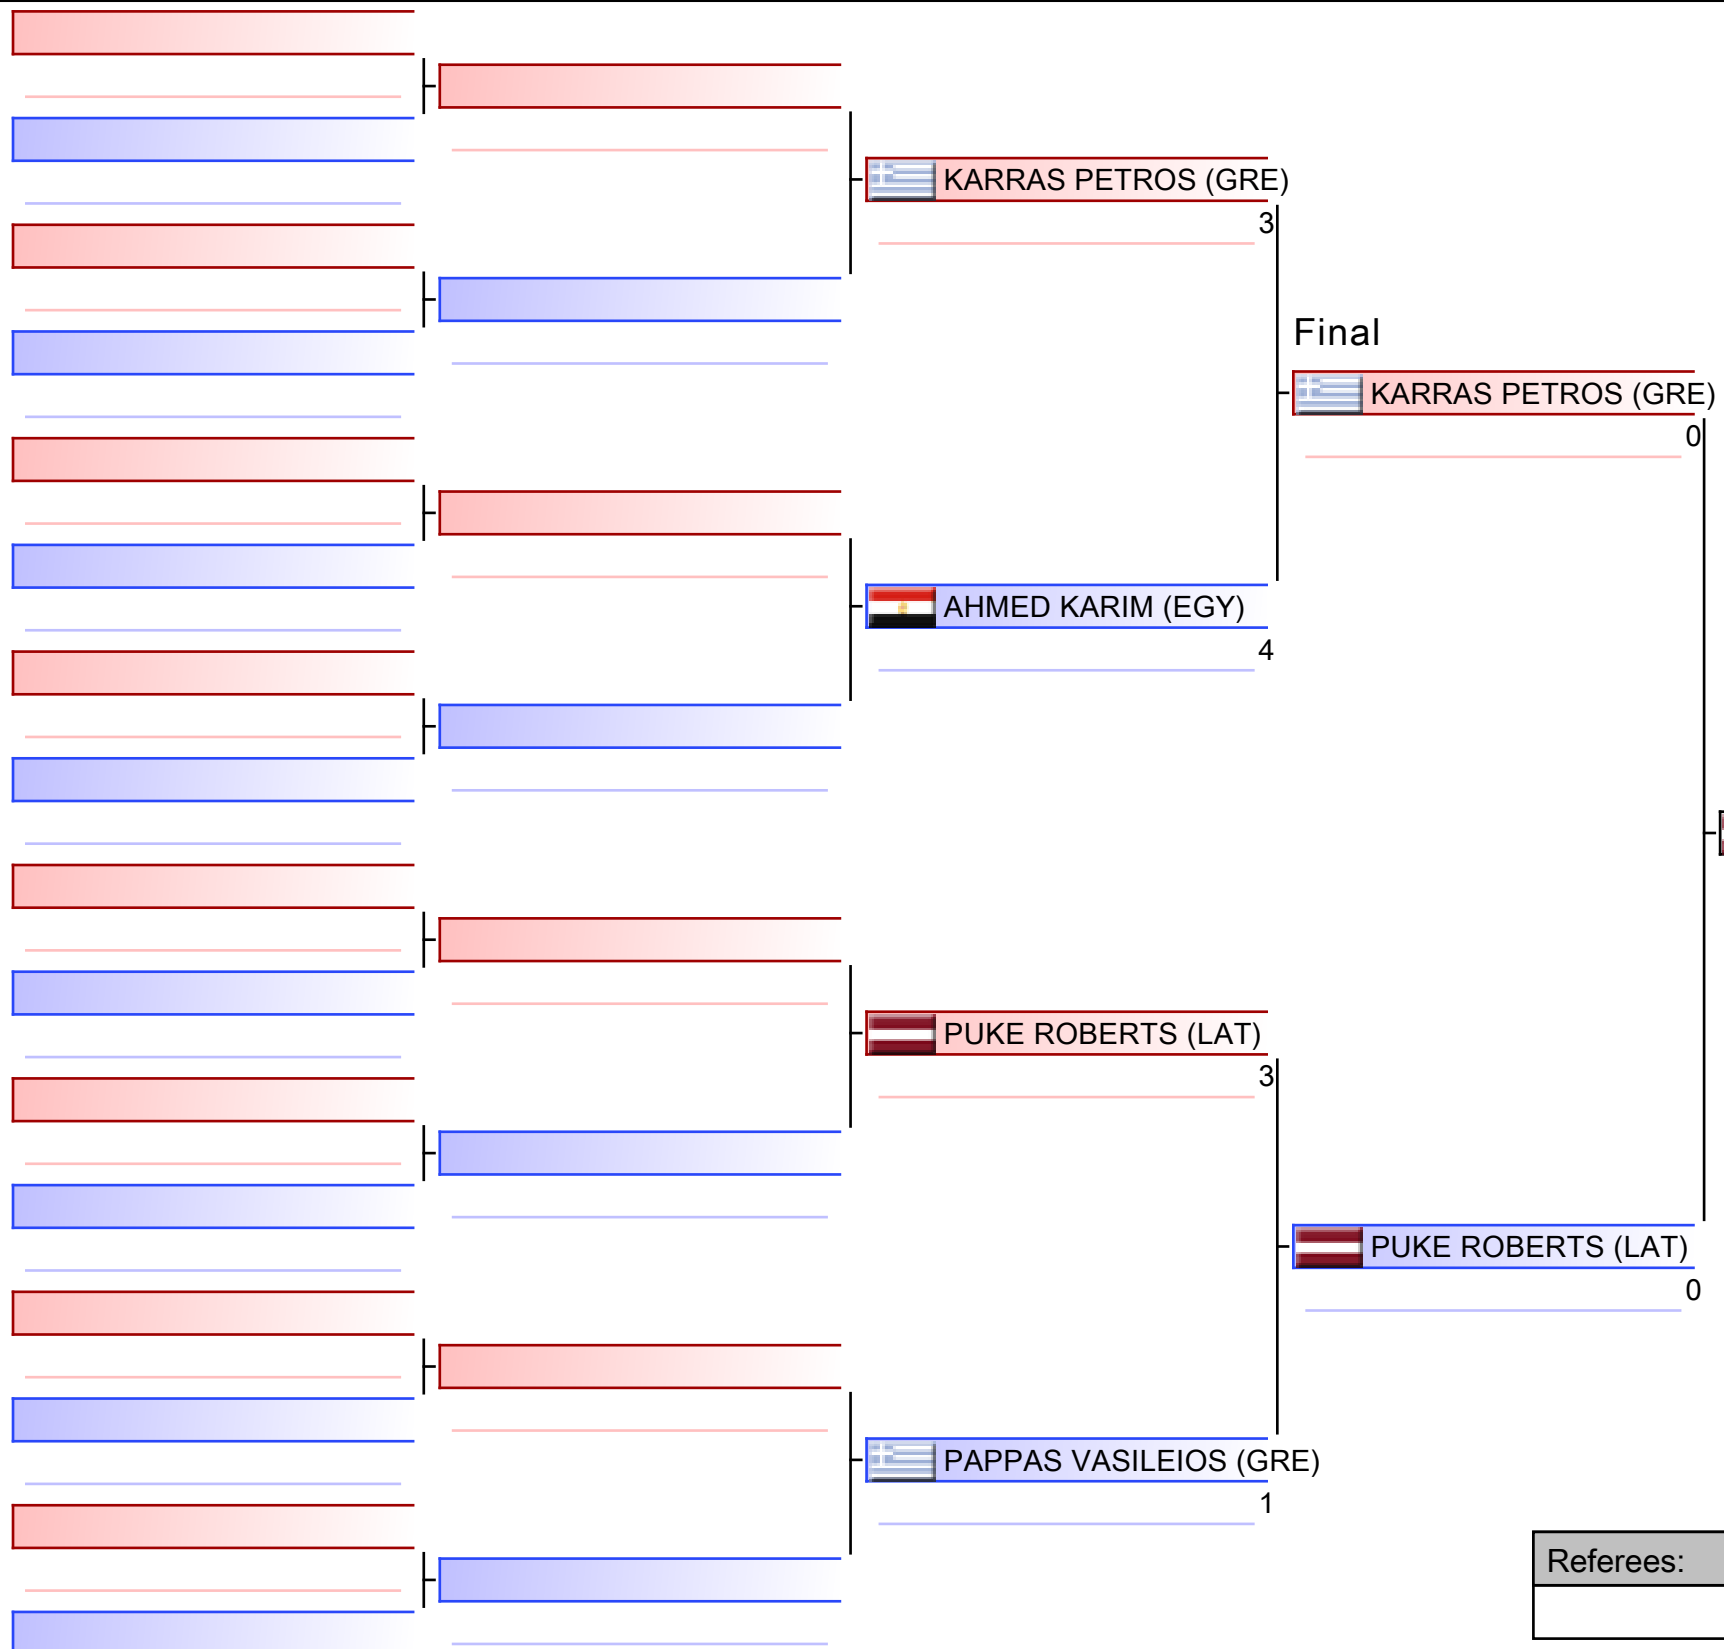 KARRAS PETROS (GRE)
3
Final
KARRAS PETROS (GRE)
0
AHMED KARIM (EGY)
4
PUKE ROBERTS (LAT)
3
PUKE ROBERTS (LAT)
0
PAPPAS VASILEIOS (GRE)
1
Referees: